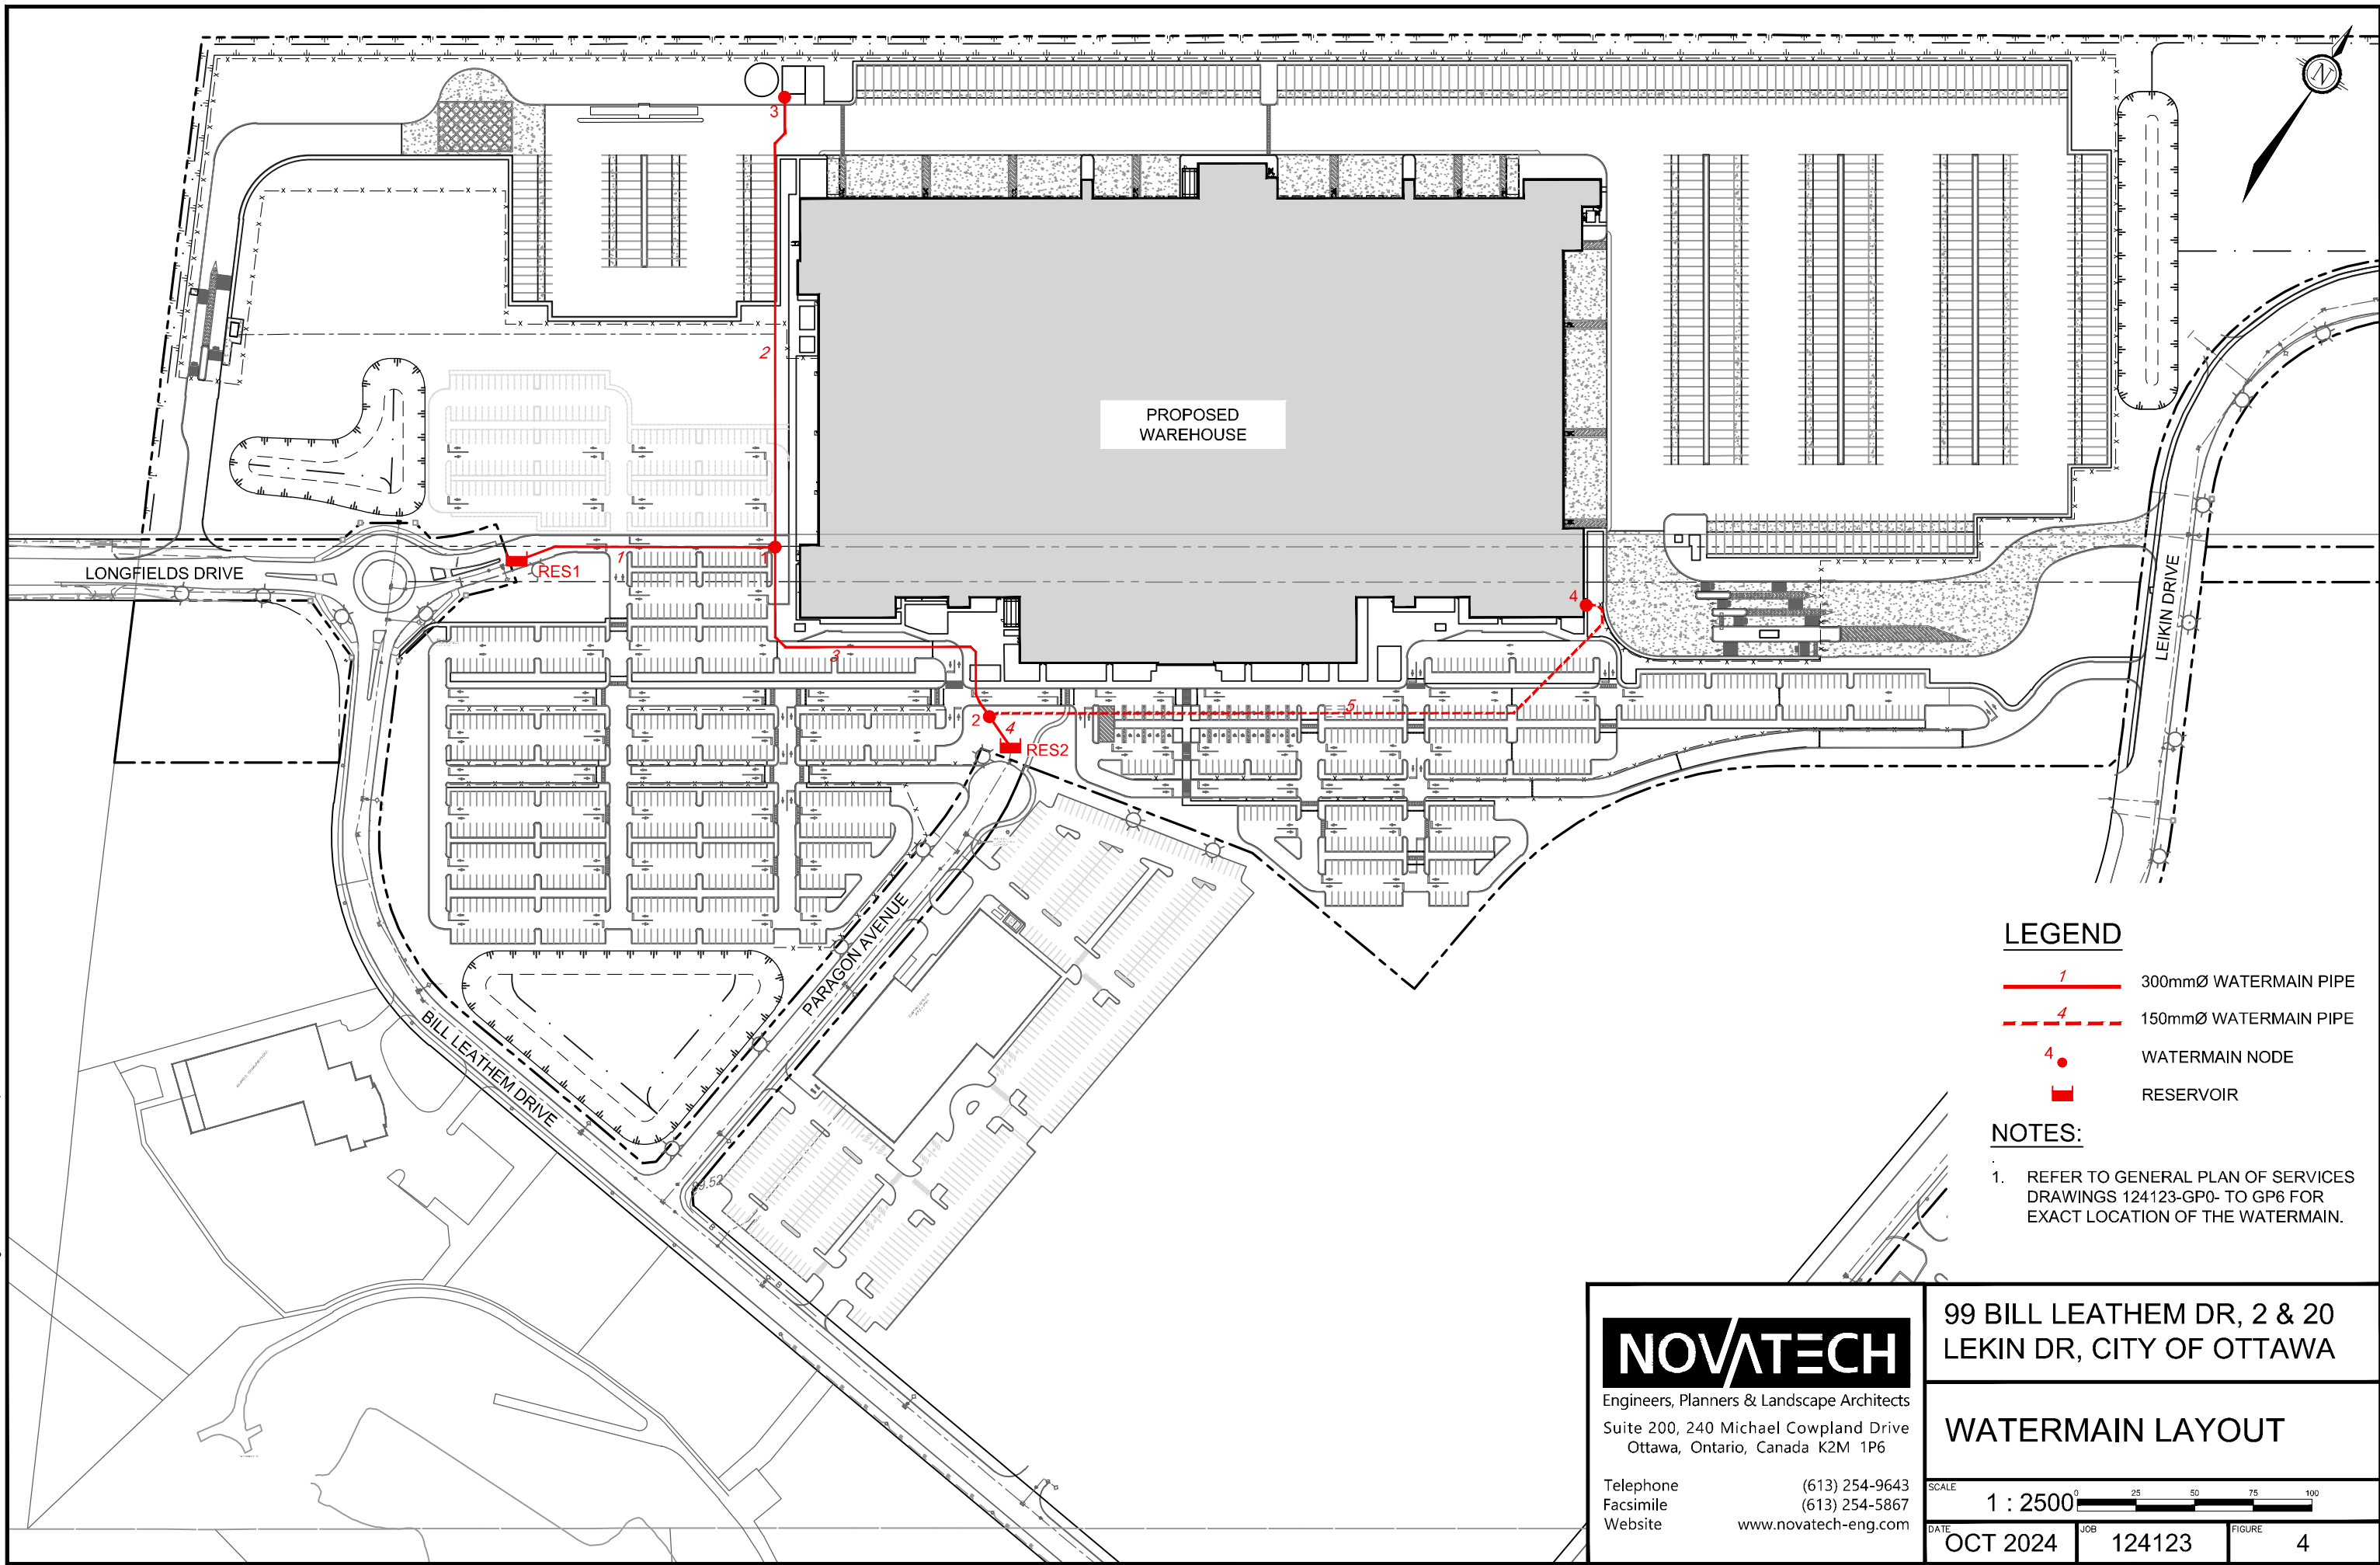 3
2
PROPOSED
WAREHOUSE
LONGFIELDS DRIVE
RES1
1
1
3
4
2
4
RES2
5
LEIKIN DRIVE
PARAGON AVENUE
BILL LEATHEM DRIVE
99.52
N
LEGEND
1 300mmØ WATERMAIN PIPE
4 150mmØ WATERMAIN PIPE
4 WATERMAIN NODE
RESERVOIR
NOTES:
1. REFER TO GENERAL PLAN OF SERVICES
DRAWINGS 124123-GP0- TO GP6 FOR
EXACT LOCATION OF THE WATERMAIN.
NOVATECH
Engineers, Planners & Landscape Architects
Suite 200, 240 Michael Cowpland Drive
Ottawa, Ontario, Canada K2M 1P6
Telephone (613) 254-9643
Facsimile (613) 254-5867
Website www.novatech-eng.com
99 BILL LEATHEM DR, 2 & 20
LEKIN DR, CITY OF OTTAWA
WATERMAIN LAYOUT
SCALE
1 : 2500
0 25 50 75 100
DATE OCT 2024
JOB 124123
FIGURE 4